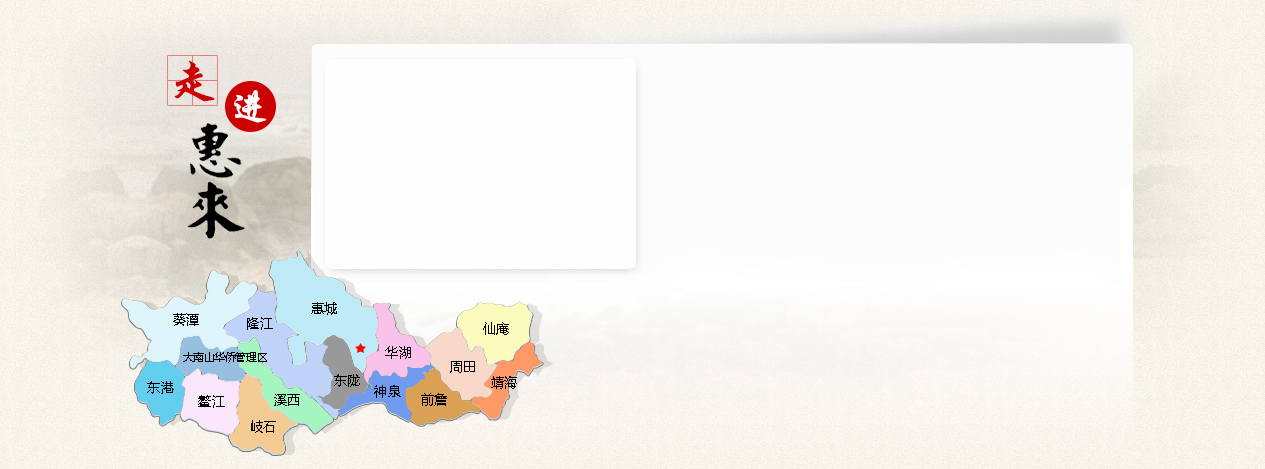 走
进
惠
來
惠城
葵潭
隆江
仙庵
华湖
大南山华侨管理区
周田
东陇
靖海
东港
神泉
鳌江
溪西
前詹
岐石